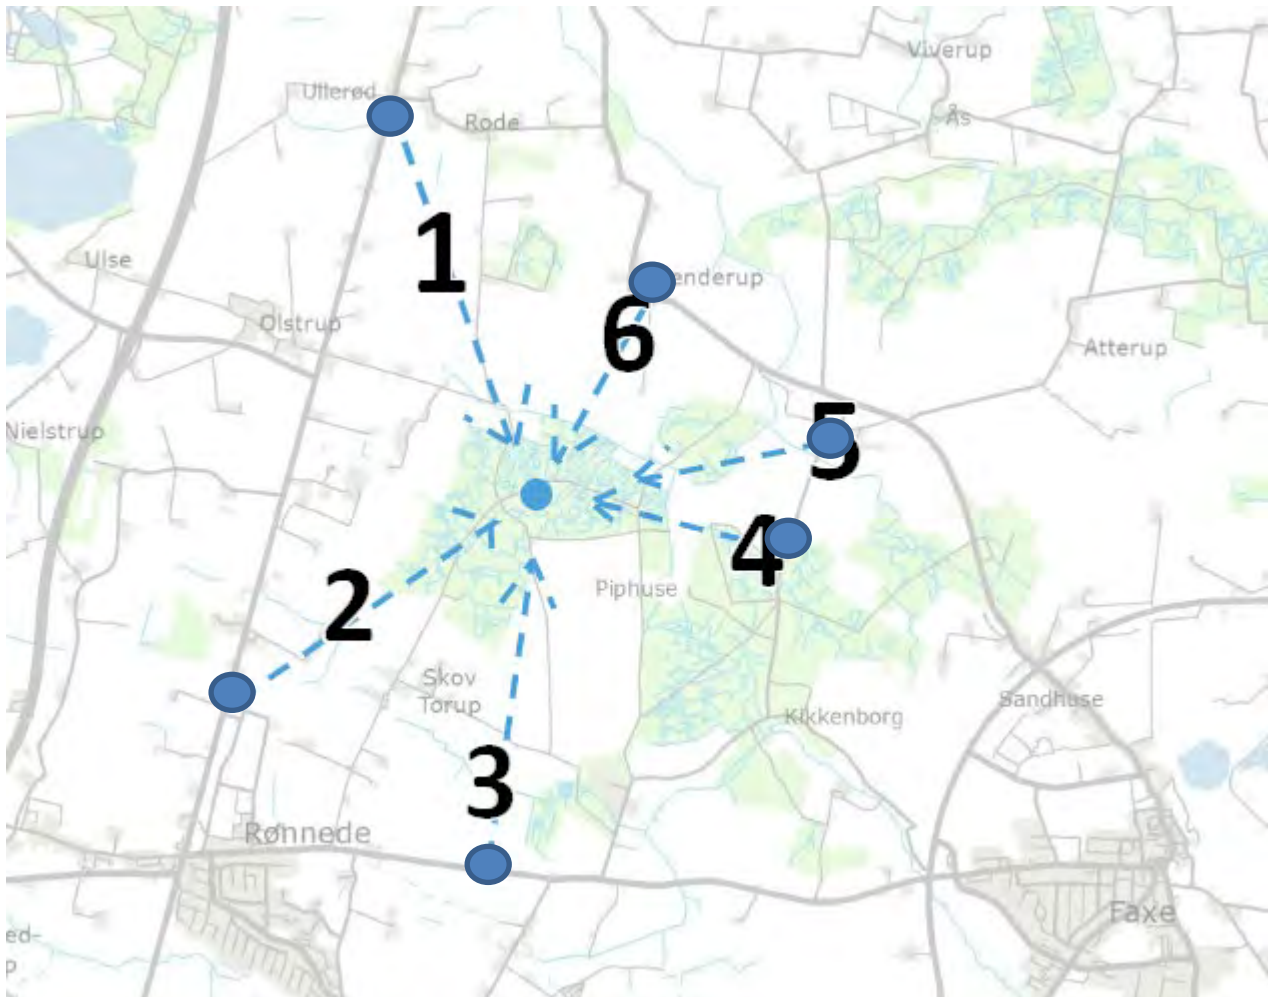 Viverup
Ullerød
Ås
Rode
1
Ulse
enderup
6
Olstrup
Atterup
Nielstrup
5
4
2
Piphuse
Skov
Torup
Sandhuse
Kikkenborg
3
Rønnede
Faxe
ed-
p